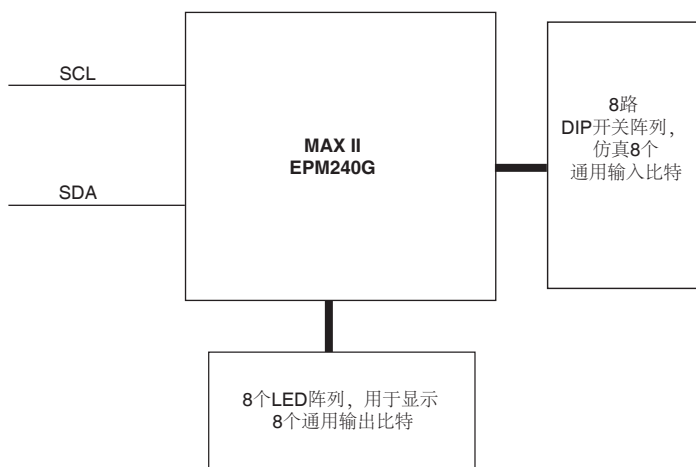 SCL
SDA
MAX II
EPM240G
8路
DIP开关阵列，
仿真8个
通用输入比特
8个LED阵列，用于显示
8个通用输出比特